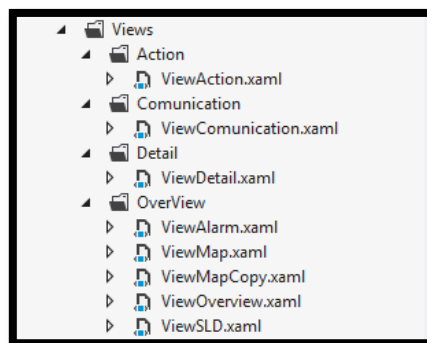 Views
Action
ViewAction.xaml
Comunication
ViewComunication.xaml
Detail
ViewDetail.xaml
OverView
ViewAlarm.xaml
ViewMap.xaml
ViewMapCopy.xaml
ViewOverview.xaml
ViewSLD.xaml